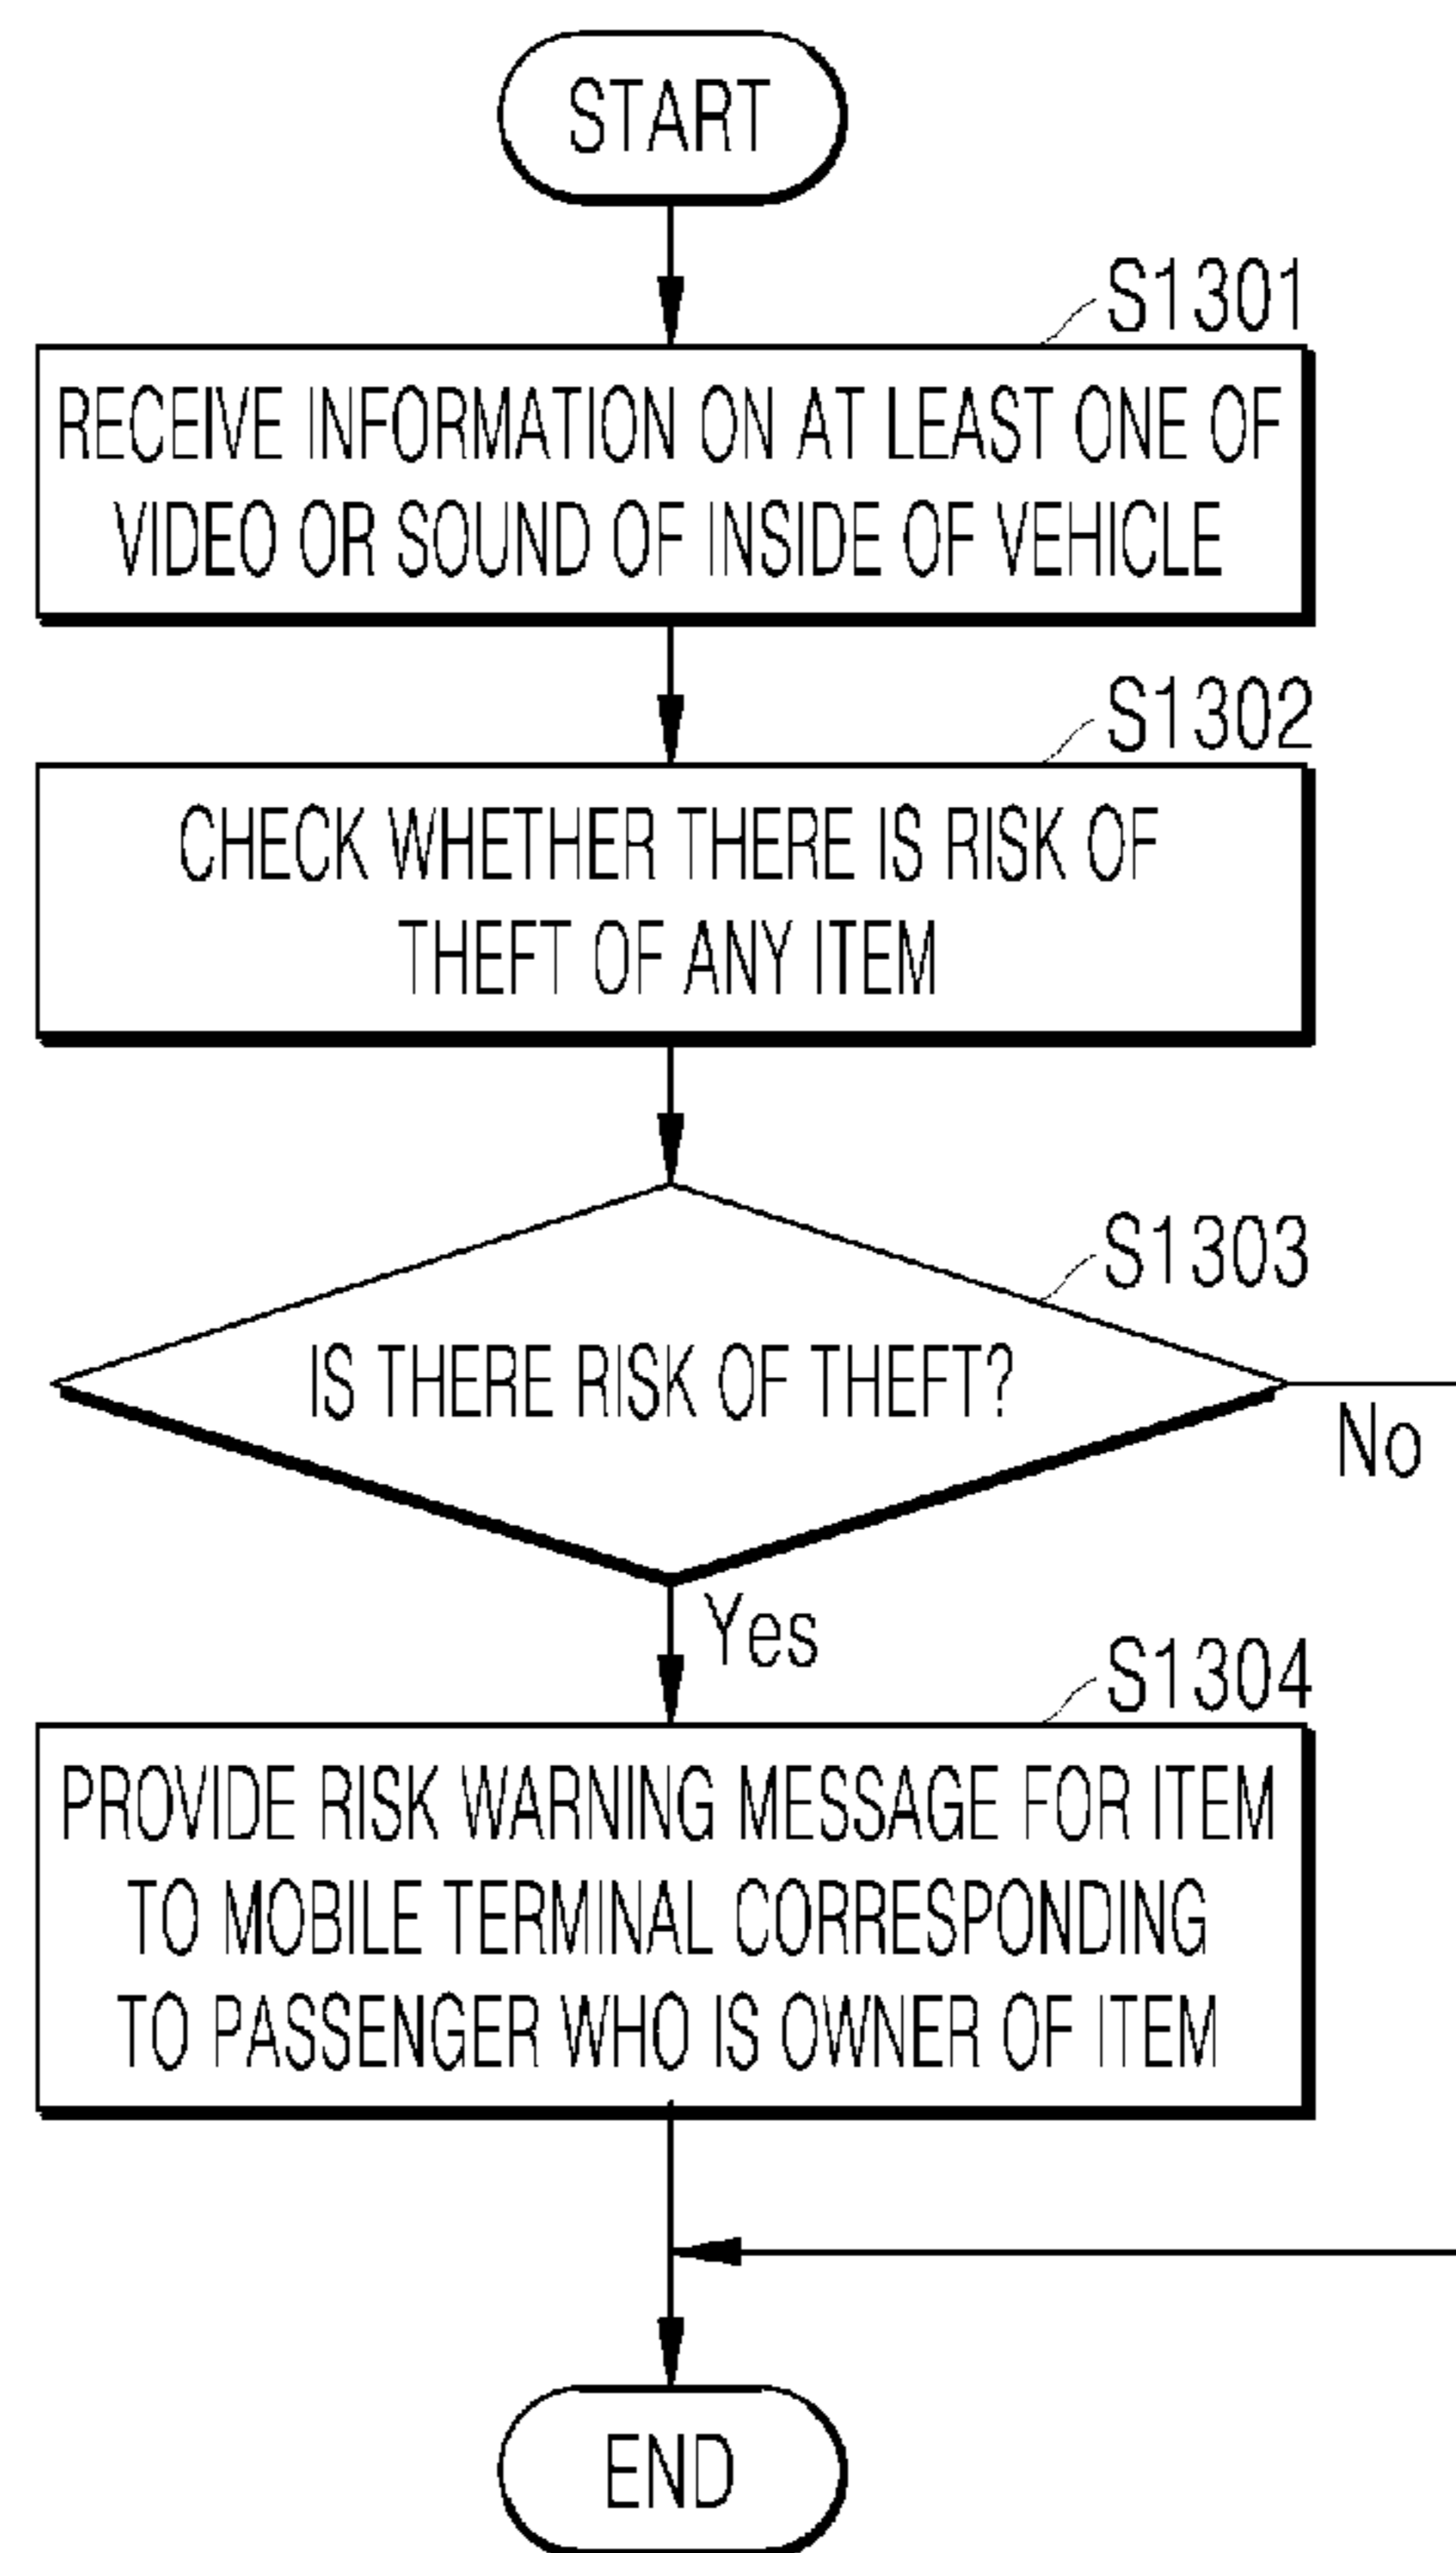 START
S1301
RECEIVE INFORMATION ON AT LEAST ONE OF
VIDEO OR SOUND OF INSIDE OF VEHICLE
S1302
CHECK WHETHER THERE IS RISK OF
THEFT OF ANY ITEM
S1303
IS THERE RISK OF THEFT?
No
Yes
S1304
PROVIDE RISK WARNING MESSAGE FOR ITEM
TO MOBILE TERMINAL CORRESPONDING
TO PASSENGER WHO IS OWNER OF ITEM
END